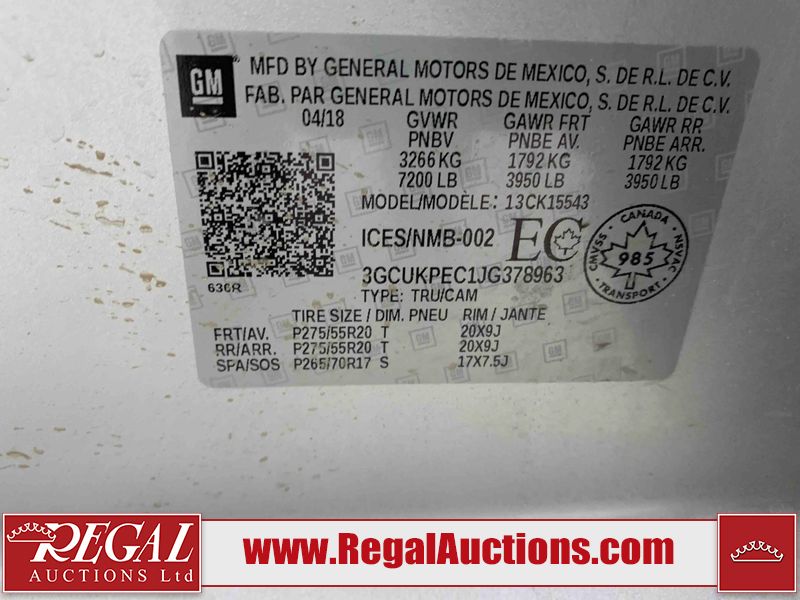 GM
MFD BY GENERAL MOTORS DE MEXICO, S. DE R.L. DE C.V.
FAB. PAR GENERAL MOTORS DE MEXICO, S. DE R.L. DE C.V.
04/18 GVWR GAWR FRT GAWR RR
PNBV PNBE AV. PNBE ARR.
3266 KG 1792 KG 1792 KG
7200 LB 3950 LB 3950 LB
MODEL/MODÈLE: 13CK15543
ICES/NMB-002 EC
CANADA
CMVSS 985 NSVAC
TRANSPORT
3GCUKPEC1JG378963
630R
TYPE: TRU/CAM
TIRE SIZE / DIM. PNEU RIM / JANTE
FRT/AV. P275/55R20 T 20X9J
RR/ARR. P275/55R20 T 20X9J
SPA/SOS P265/70R17 S 17X7.5J
REGAL
AUCTIONS Ltd
www.RegalAuctions.com